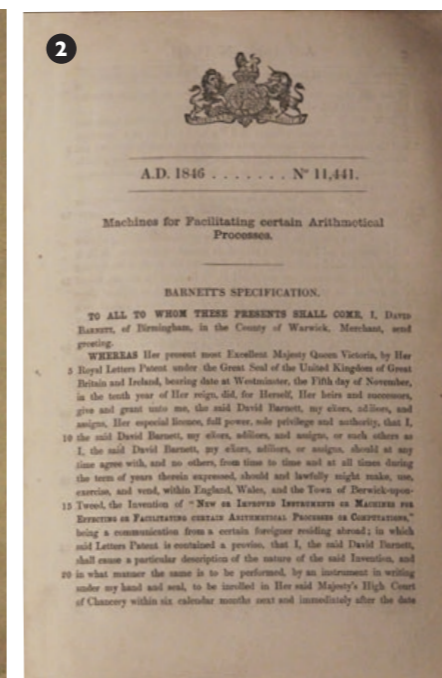 2
A.D. 1846 . . . . . . . No 11,441.
Machines for Facilitating certain Arithmetical
Processes.
BARNETT'S SPECIFICATION.
TO ALL TO WHOM THESE PRESENTS SHALL COME, I, DAVID
BARNETT, of Birmingham, in the County of Warwick, Merchant, send
greeting.
WHEREAS Her present most Excellent Majesty Queen Victoria, by Her
5 Royal Letters Patent under the Great Seal of the United Kingdom of Great
Britain and Ireland, bearing date at Westminster, the Fifth day of November,
in the tenth year of Her reign, did, for Herself, Her heirs and successors,
give and grant unto me, the said David Barnett, my exors, admors, and
assigns, Her especial licence, full power, sole privilege and authority, that I,
10 the said David Barnett, my exors, admors, and assigns, or such others as
I, the said David Barnett, my exors, admors, or assigns, should at any
time agree with, and no others, from time to time and at all times during
the term of years therein expressed, should and lawfully might make, use,
exercise, and vend, within England, Wales, and the Town of Berwick-upon-
15 Tweed, the Invention of "NEW OR IMPROVED INSTRUMENTS OR MACHINES FOR
EFFECTING OR FACILITATING CERTAIN ARITHMETICAL PROCESSES OR COMPUTATIONS,"
being a communication from a certain foreigner residing abroad; in which
said Letters Patent is contained a proviso, that I, the said David Barnett,
shall cause a particular description of the nature of the said Invention, and
20 in what manner the same is to be performed, by an instrument in writing
under my hand and seal, to be inrolled in Her said Majesty's High Court
of Chancery within six calendar months next and immediately after the date